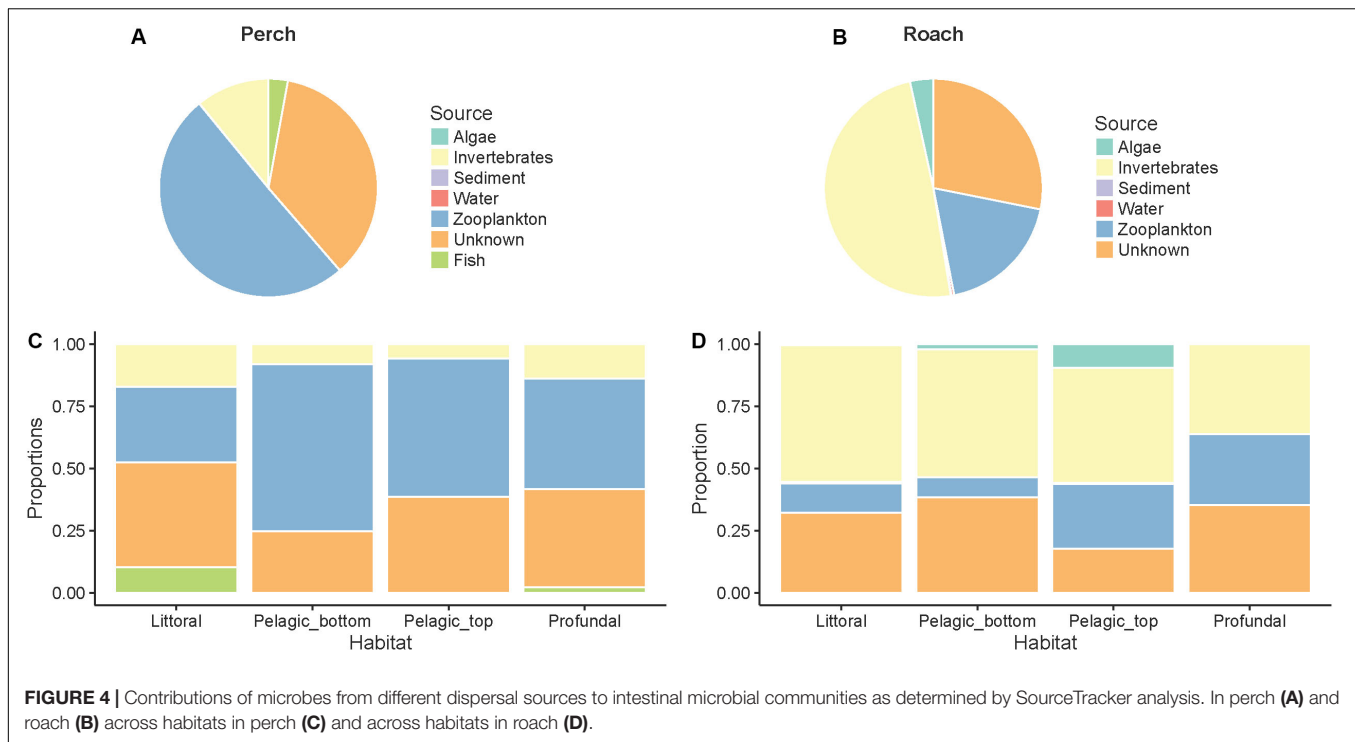 A Perch
Source
Algae
Invertebrates
Sediment
Water
Zooplankton
Unknown
Fish
B Roach
Source
Algae
Invertebrates
Sediment
Water
Zooplankton
Unknown
C
Proportions
1.00
0.75
0.50
0.25
0.00
Littoral Pelagic_bottom Pelagic_top Profundal
Habitat
D
Proportion
1.00
0.75
0.50
0.25
0.00
Littoral Pelagic_bottom Pelagic_top Profundal
Habitat
FIGURE 4 | Contributions of microbes from different dispersal sources to intestinal microbial communities as determined by SourceTracker analysis. In perch (A) and
roach (B) across habitats in perch (C) and across habitats in roach (D).